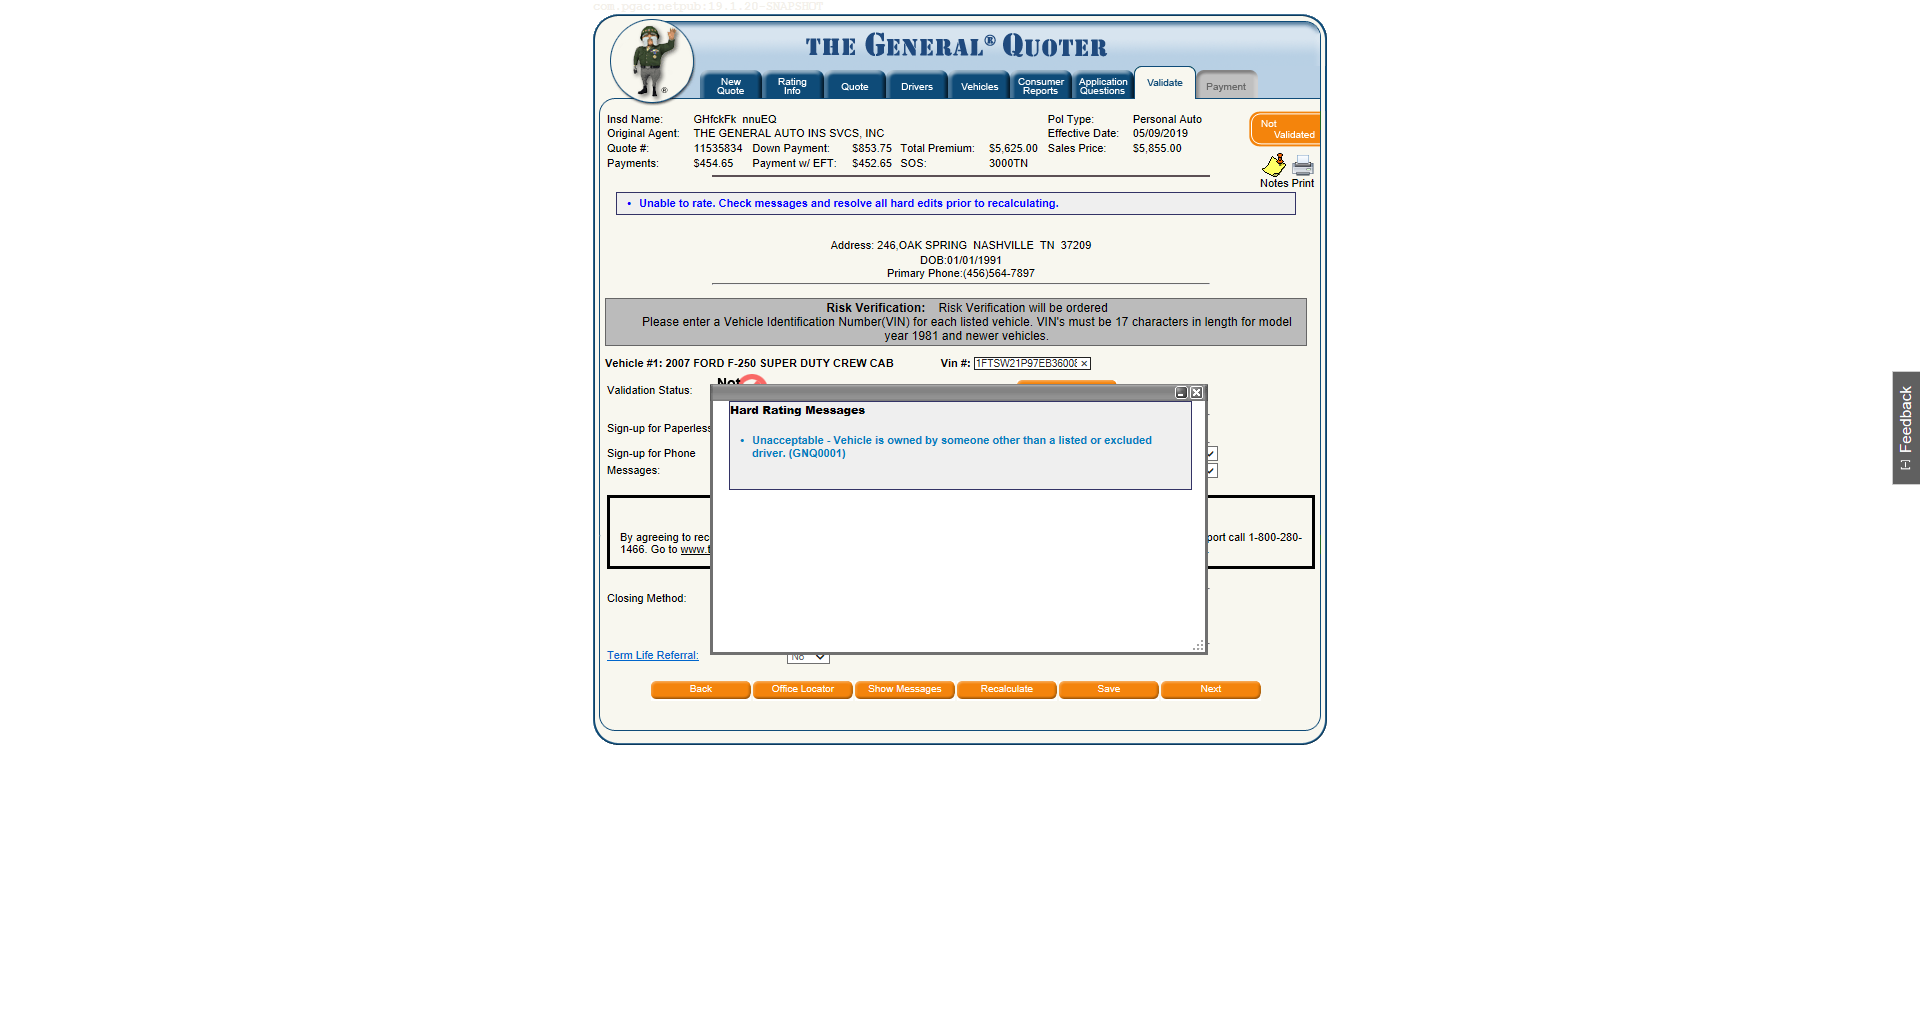 com.pgac:netpub:19.1.20-SNAPSHOT
THE GENERAL® QUOTER
New Quote
Rating Info
Quote
Drivers
Vehicles
Consumer Reports
Application Questions
Validate
Payment
Insd Name: GHfckFk nnuEQ Pol Type: Personal Auto
Original Agent: THE GENERAL AUTO INS SVCS, INC Effective Date: 05/09/2019
Quote #: 11535834 Down Payment: $853.75 Total Premium: $5,625.00 Sales Price: $5,855.00
Payments: $454.65 Payment w/ EFT: $452.65 SOS: 3000TN
Not Validated
Notes Print
• Unable to rate. Check messages and resolve all hard edits prior to recalculating.
Address: 246,OAK SPRING NASHVILLE TN 37209
DOB:01/01/1991
Primary Phone:(456)564-7897
Risk Verification: Risk Verification will be ordered
Please enter a Vehicle Identification Number(VIN) for each listed vehicle. VIN's must be 17 characters in length for model
year 1981 and newer vehicles.
Vehicle #1: 2007 FORD F-250 SUPER DUTY CREW CAB Vin #: 1FTSW21P97EB3600
Validation Status: Not
Hard Rating Messages
• Unacceptable - Vehicle is owned by someone other than a listed or excluded
driver. (GNQ0001)
Sign-up for Paperless
Sign-up for Phone
Messages:
By agreeing to rec port call 1-800-280-
1466. Go to www.t
Closing Method:
Term Life Referral: No
Back
Office Locator
Show Messages
Recalculate
Save
Next
[-] Feedback